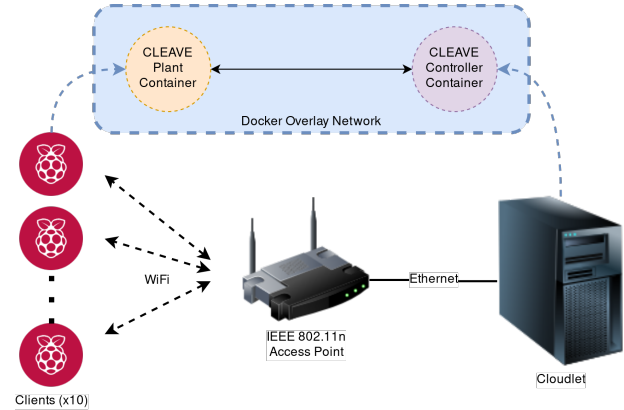 CLEAVE
Plant
Container
CLEAVE
Controller
Container
Docker Overlay Network
WiFi
Ethernet
IEEE 802.11n
Access Point
Cloudlet
Clients (x10)